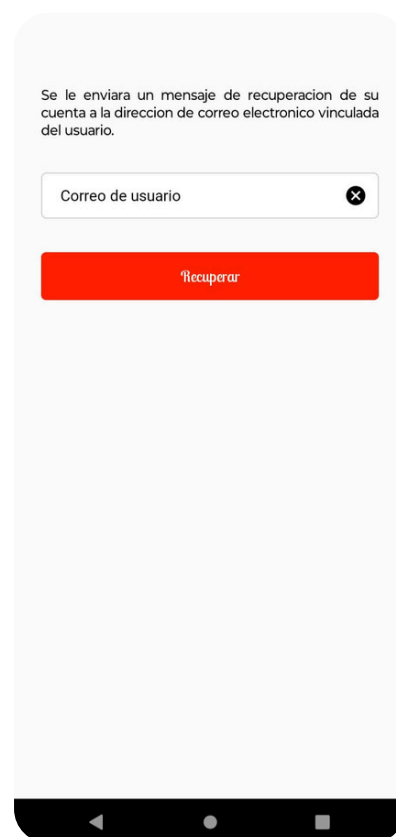 Se le enviara un mensaje de recuperacion de su
cuenta a la direccion de correo electronico vinculada
del usuario.
Correo de usuario
Recuperar